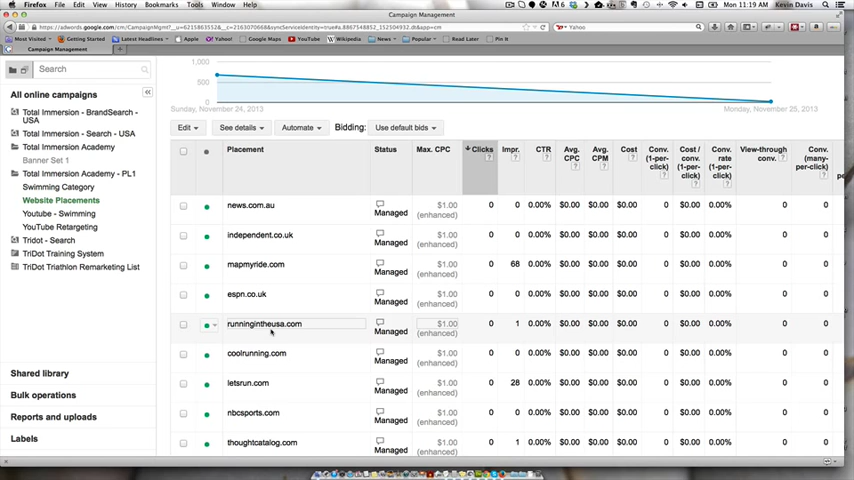 Firefox File Edit View History Bookmarks Tools Window Help
Mon 11:19 AM Kevin Davis
Campaign Management
Most Visited Getting Started Latest Headlines Apple Yahoo! Google Maps YouTube Wikipedia News Popular Read Later Pin It
Campaign Management
Yahoo
Search
All online campaigns
Total Immersion - BrandSearch - USA
Total Immersion - Search - USA
Total Immersion Academy
Banner Set 1
Total Immersion Academy - PL1
Swimming Category
Website Placements
Youtube - Swimming
YouTube Retargeting
Tridot - Search
TriDot Training System
TriDot Triathlon Remarketing List
Shared library
Bulk operations
Reports and uploads
Labels
1,000
500
0
Sunday, November 24, 2013 Monday, November 25, 2013
Edit See details Automate Bidding: Use default bids
Placement Status Max. CPC Clicks ? Impr. ? CTR ? Avg. CPC ? Avg. CPM ? Cost ? Conv. (1-per-click) ? Cost / conv. (1-per-click) ? Conv. rate (1-per-click) ? View-through conv. ? Conv. (many-per-click) ?
news.com.au Managed $1.00 (enhanced) 0 0 0.00% $0.00 $0.00 $0.00 0 $0.00 0.00% 0 0
independent.co.uk Managed $1.00 (enhanced) 0 0 0.00% $0.00 $0.00 $0.00 0 $0.00 0.00% 0 0
mapmyride.com Managed $1.00 (enhanced) 0 68 0.00% $0.00 $0.00 $0.00 0 $0.00 0.00% 0 0
espn.co.uk Managed $1.00 (enhanced) 0 0 0.00% $0.00 $0.00 $0.00 0 $0.00 0.00% 0 0
runningintheusa.com Managed $1.00 (enhanced) 0 1 0.00% $0.00 $0.00 $0.00 0 $0.00 0.00% 0 0
coolrunning.com Managed $1.00 (enhanced) 0 0 0.00% $0.00 $0.00 $0.00 0 $0.00 0.00% 0 0
letsrun.com Managed $1.00 (enhanced) 0 28 0.00% $0.00 $0.00 $0.00 0 $0.00 0.00% 0 0
nbcsports.com Managed $1.00 (enhanced) 0 0 0.00% $0.00 $0.00 $0.00 0 $0.00 0.00% 0 0
thoughtcatalog.com Managed $1.00 (enhanced) 0 1 0.00% $0.00 $0.00 $0.00 0 $0.00 0.00% 0 0